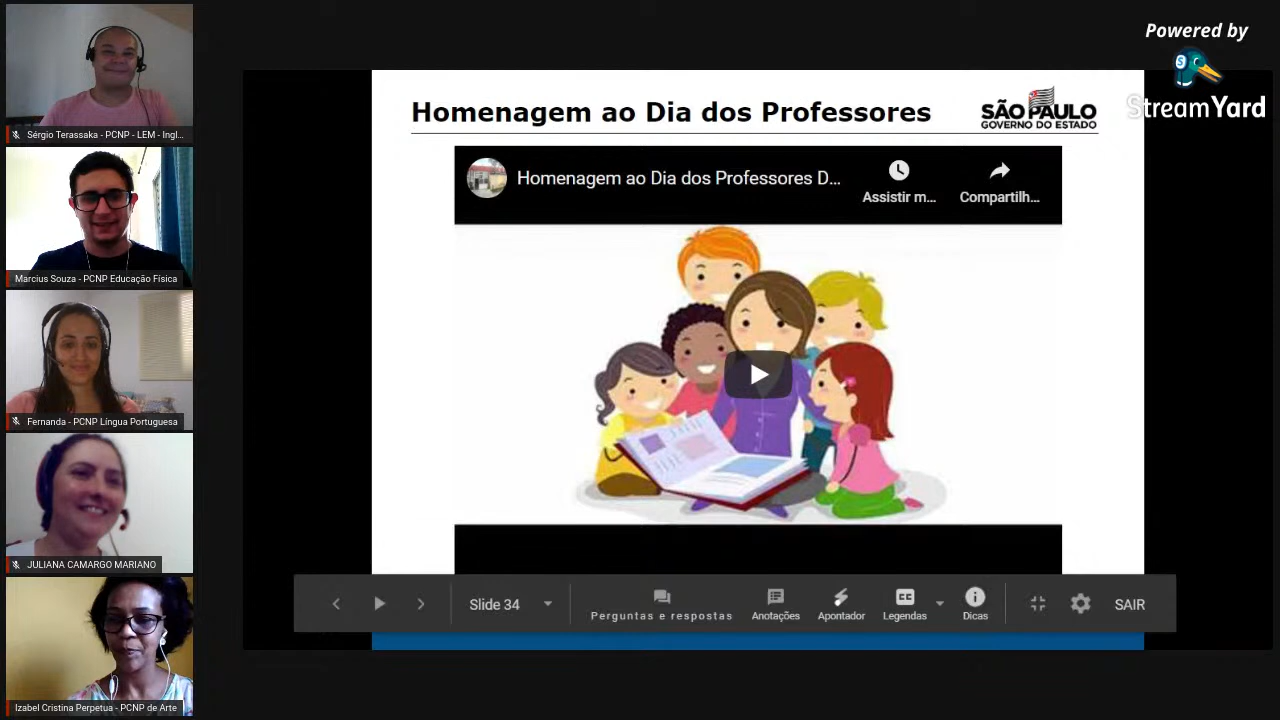 Sérgio Terassaka - PCNP - LEM - Ingl...
Marcius Souza - PCNP Educação Física
Fernanda - PCNP Língua Portuguesa
JULIANA CAMARGO MARIANO
Izabel Cristina Perpetua - PCNP de Arte
Powered by
StreamYard
Homenagem ao Dia dos Professores
SÃO PAULO
GOVERNO DO ESTADO
Homenagem ao Dia dos Professores D...
Assistir m...
Compartilh...
Slide 34
Perguntas e respostas
Anotações
Apontador
CC
Legendas
Dicas
SAIR